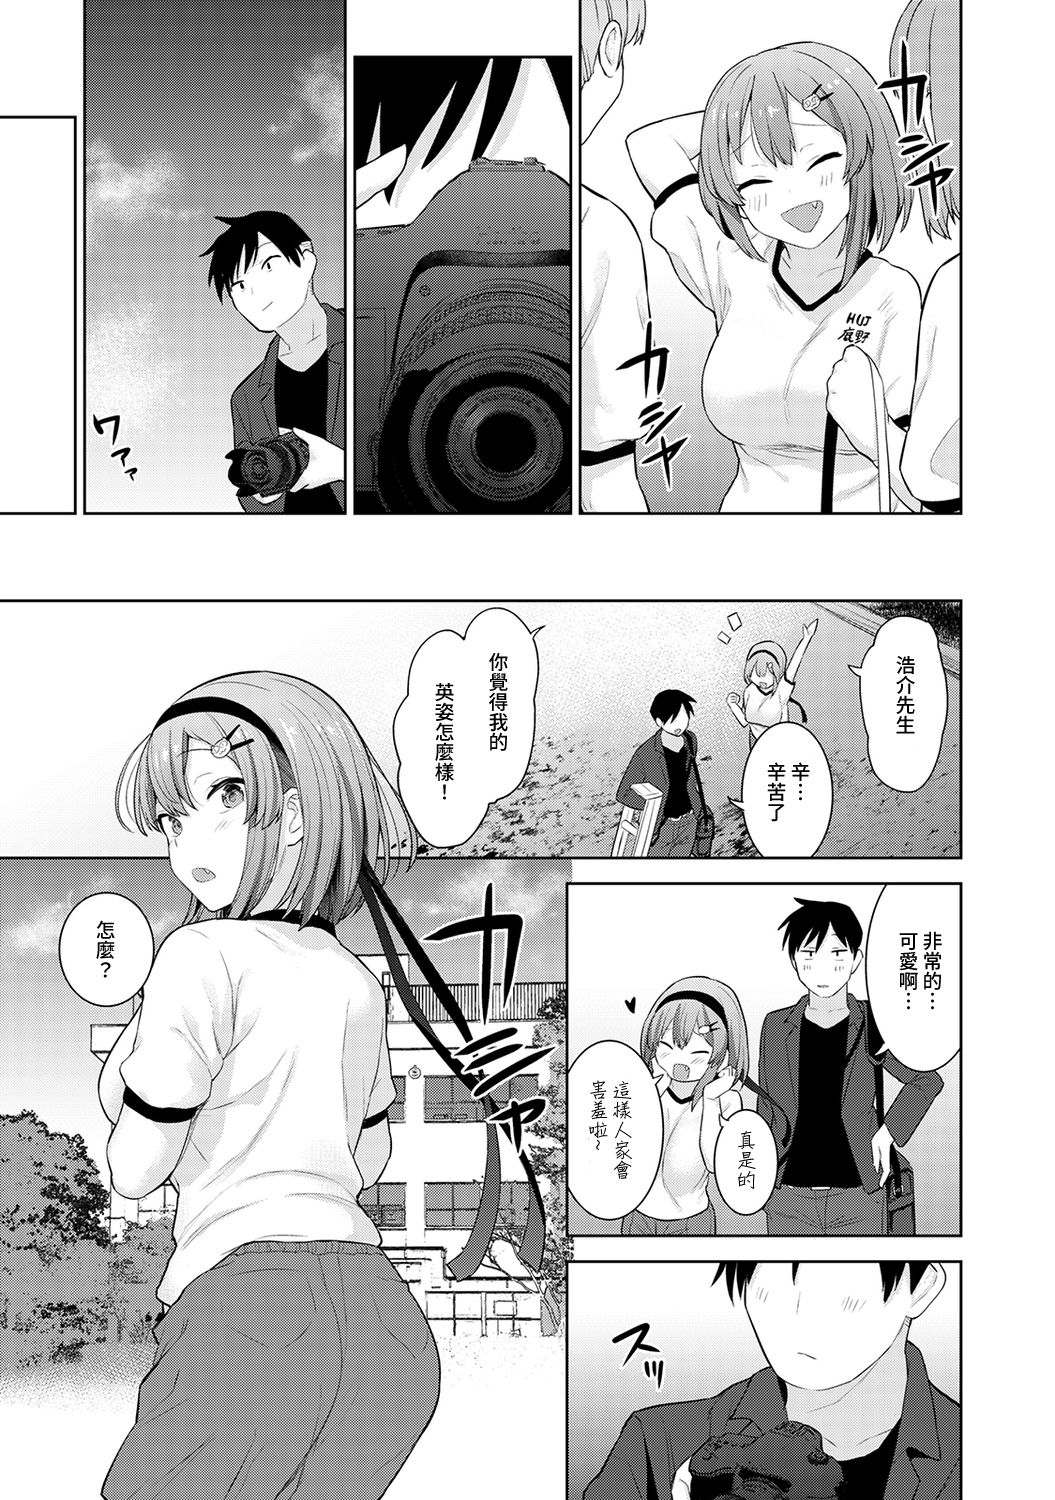 カシャ
HUJ
鹿野
カシャ
ワァァ
浩介先生
辛…
辛苦了
你覺得我的
英姿怎麼樣！
非常的…
可愛啊…
真是的
這樣人家會
害羞啦~
スッ
カシャ
怎麼？